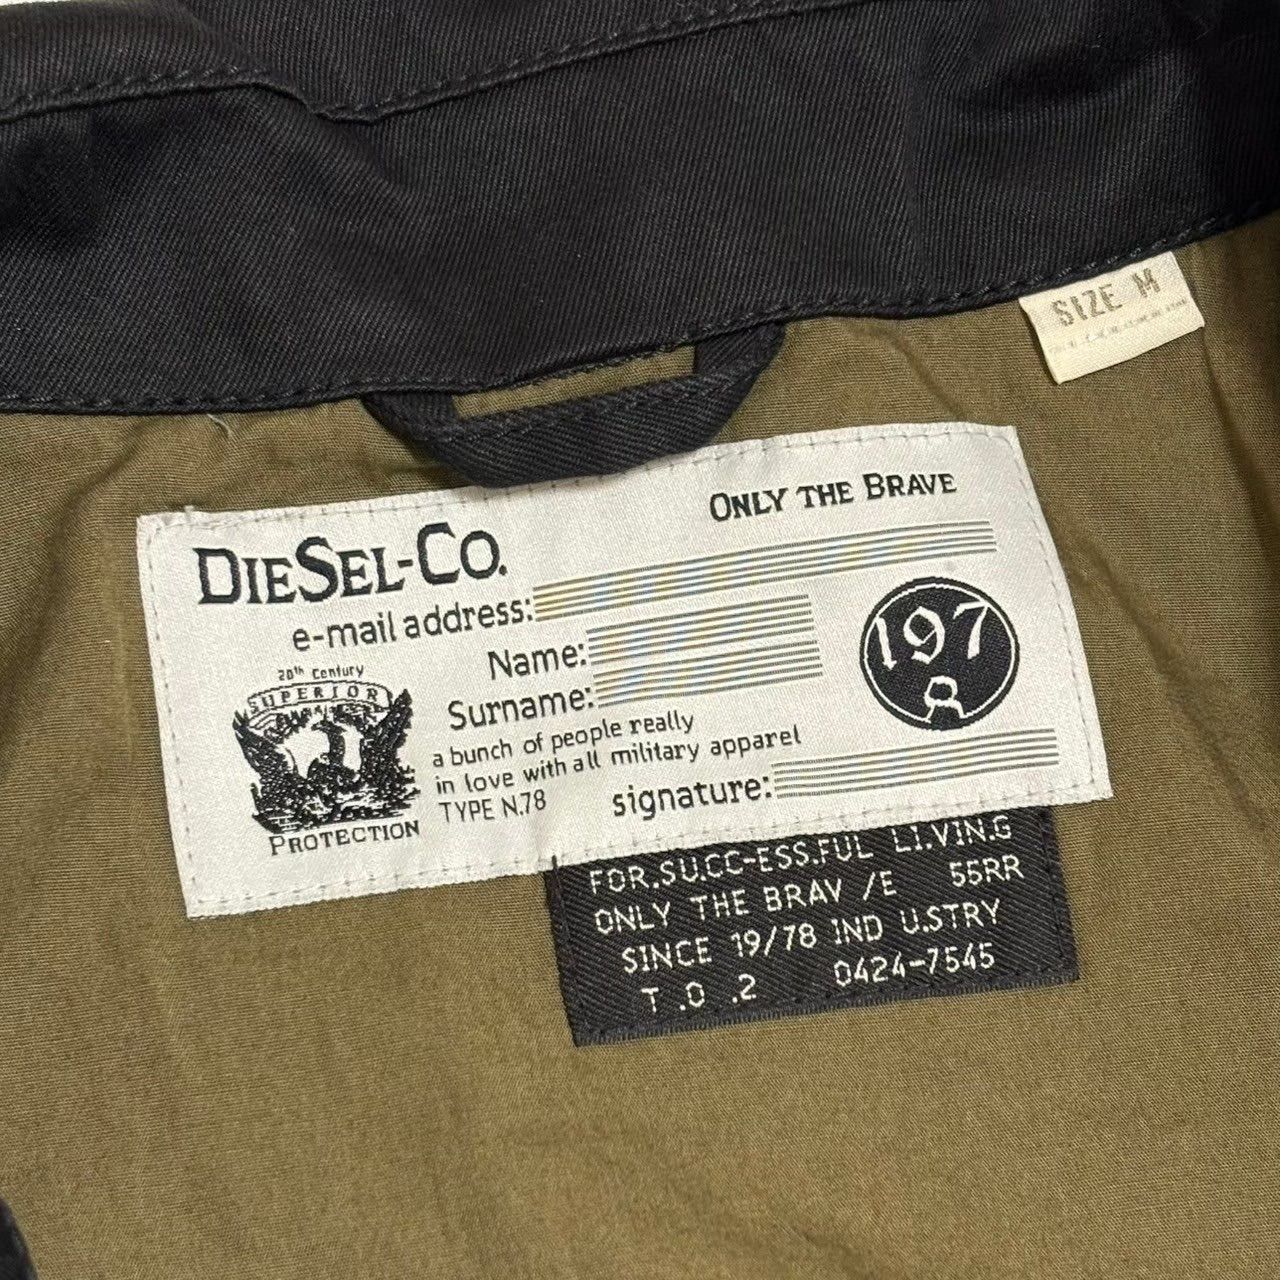 SIZE M
ONLY THE BRAVE
DIESEL-CO.
e-mail address:
Name:
Surname:
197
8
20th Century
SUPERIOR
PROTECTION
a bunch of people really
in love with all military apparel
TYPE N.78
signature:
FOR.SU.CC-ESS.FUL LI.VIN.G
ONLY THE BRAV /E 55RR
SINCE 19/78 IND U.STRY
T .O .2 0424-7545